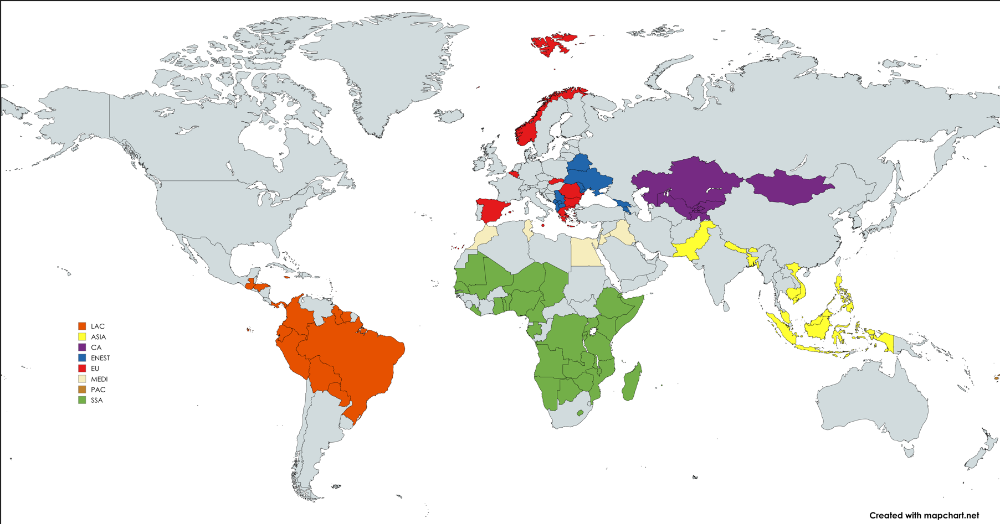 LAC
ASIA
CA
ENEST
EU
MEDI
PAC
SSA
Created with mapchart.net